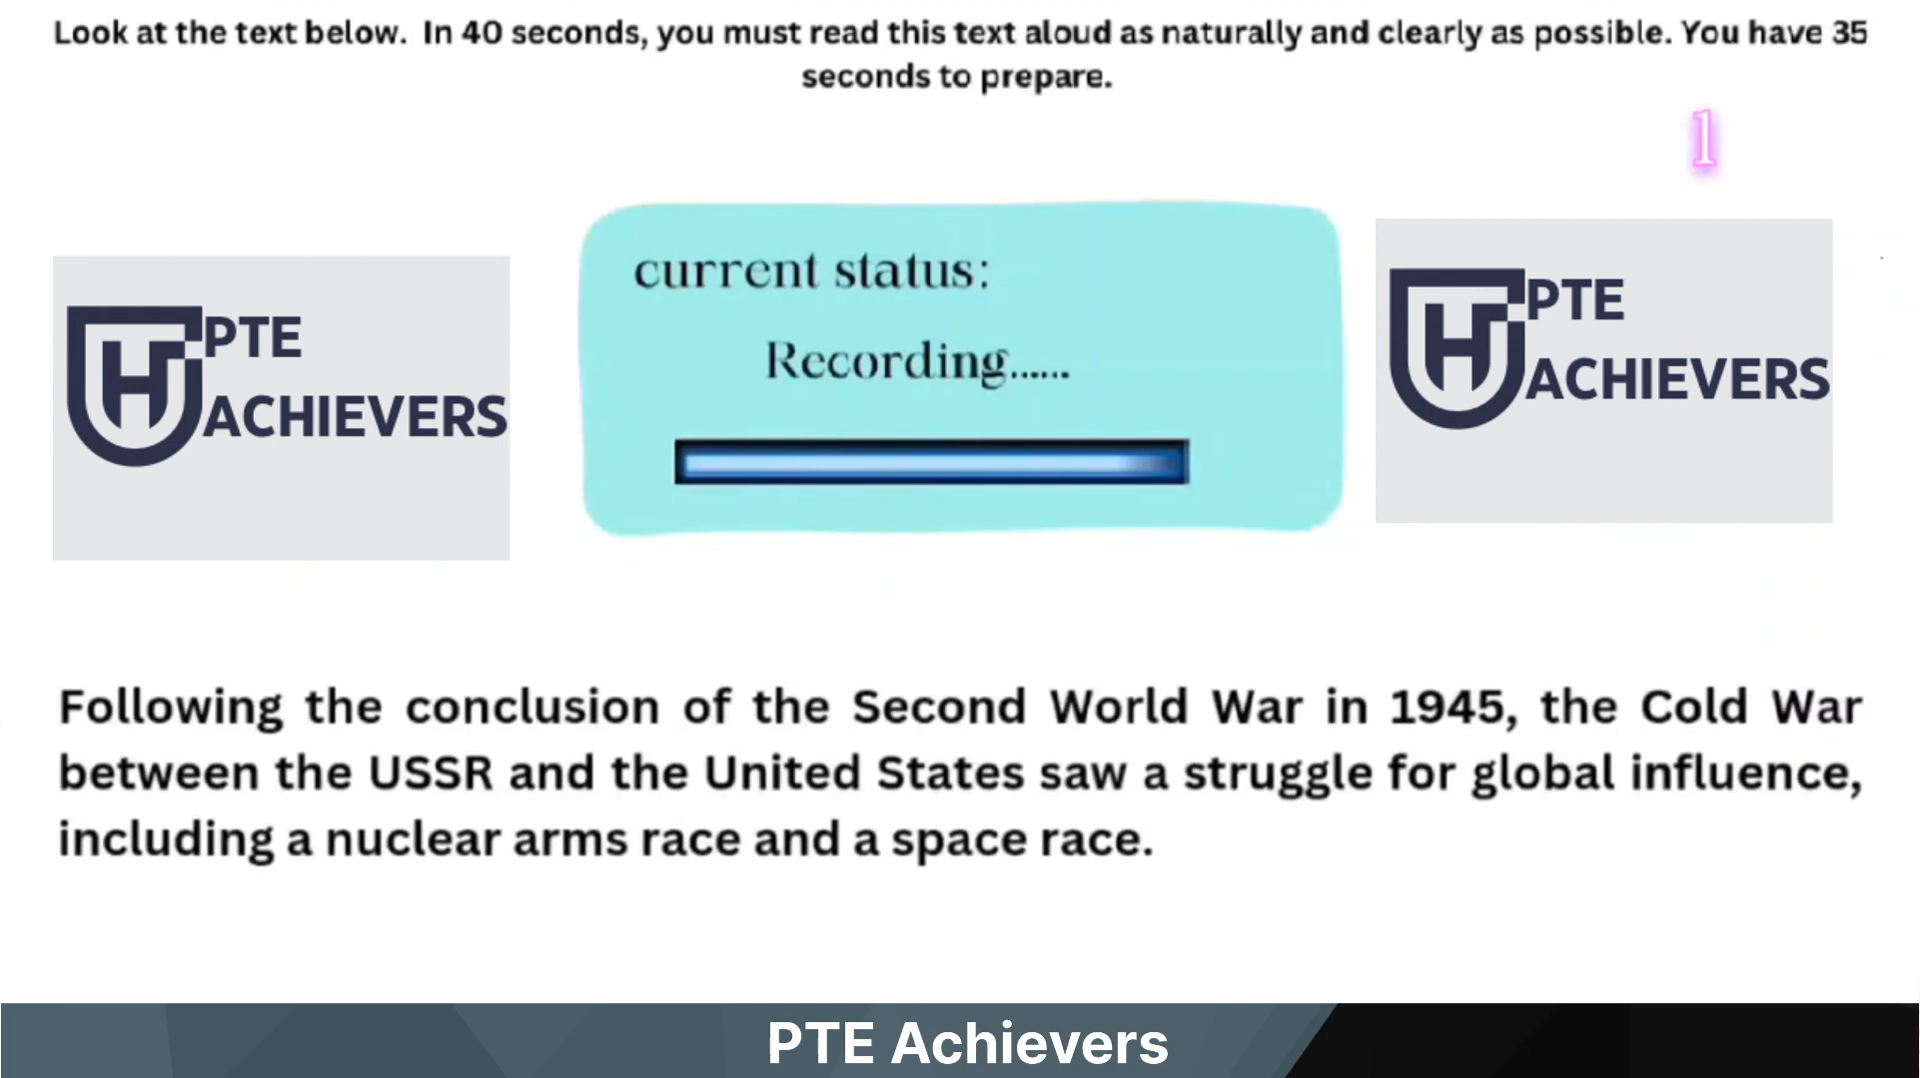 Look at the text below. In 40 seconds, you must read this text aloud as naturally and clearly as possible. You have 35
seconds to prepare.
1
current status:
Recording......
PTE
ACHIEVERS
PTE
ACHIEVERS
Following the conclusion of the Second World War in 1945, the Cold War
between the USSR and the United States saw a struggle for global influence,
including a nuclear arms race and a space race.
PTE Achievers